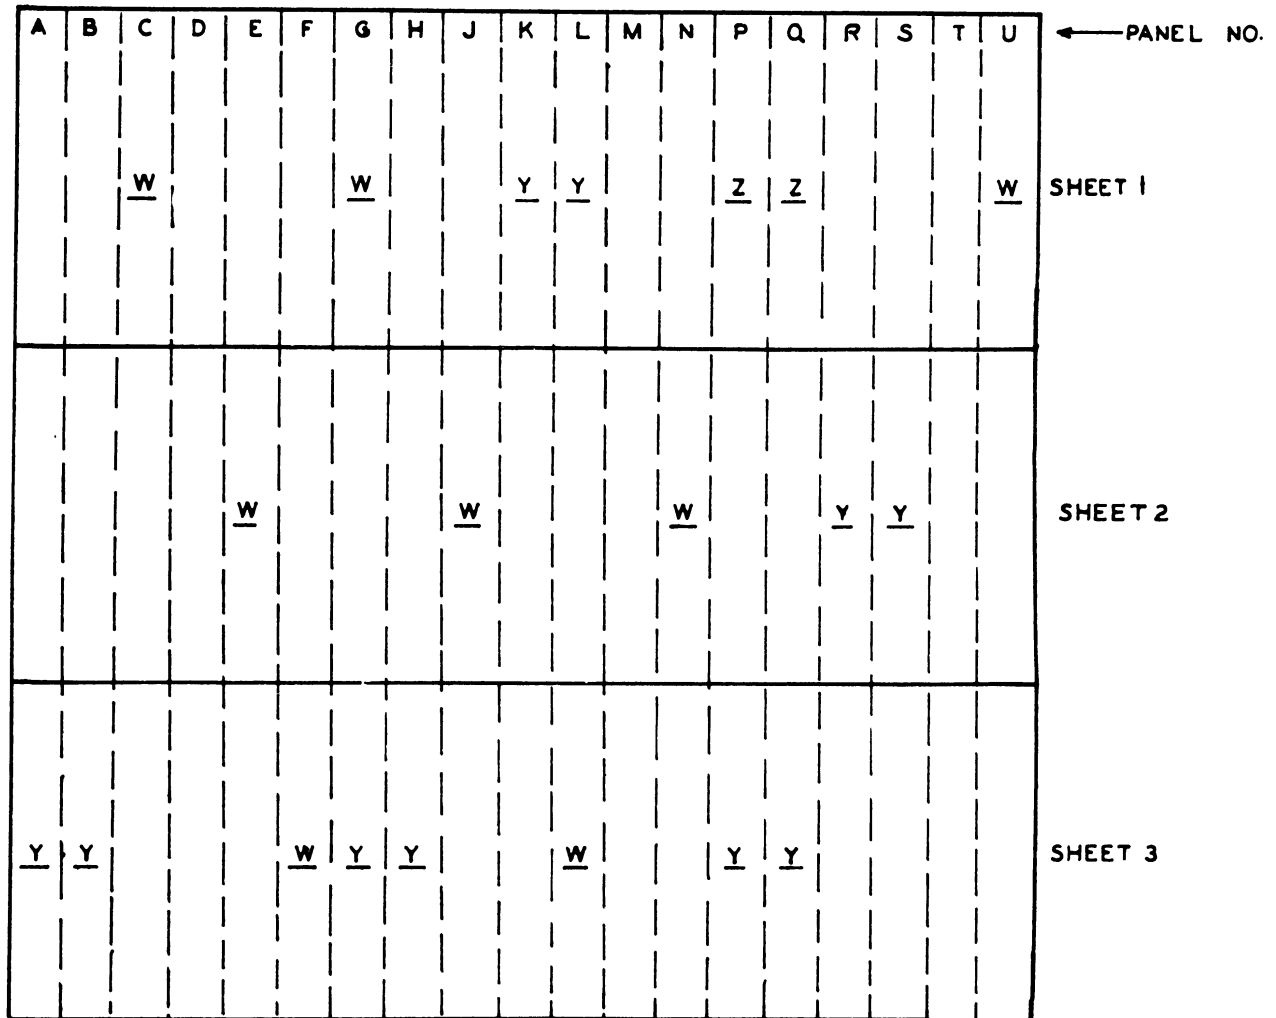 A B C D E F G H J K L M N P Q R S T U ← PANEL NO.
W W Y Y Z Z W SHEET 1
W W W Y Y SHEET 2
Y Y W Y Y W Y Y SHEET 3